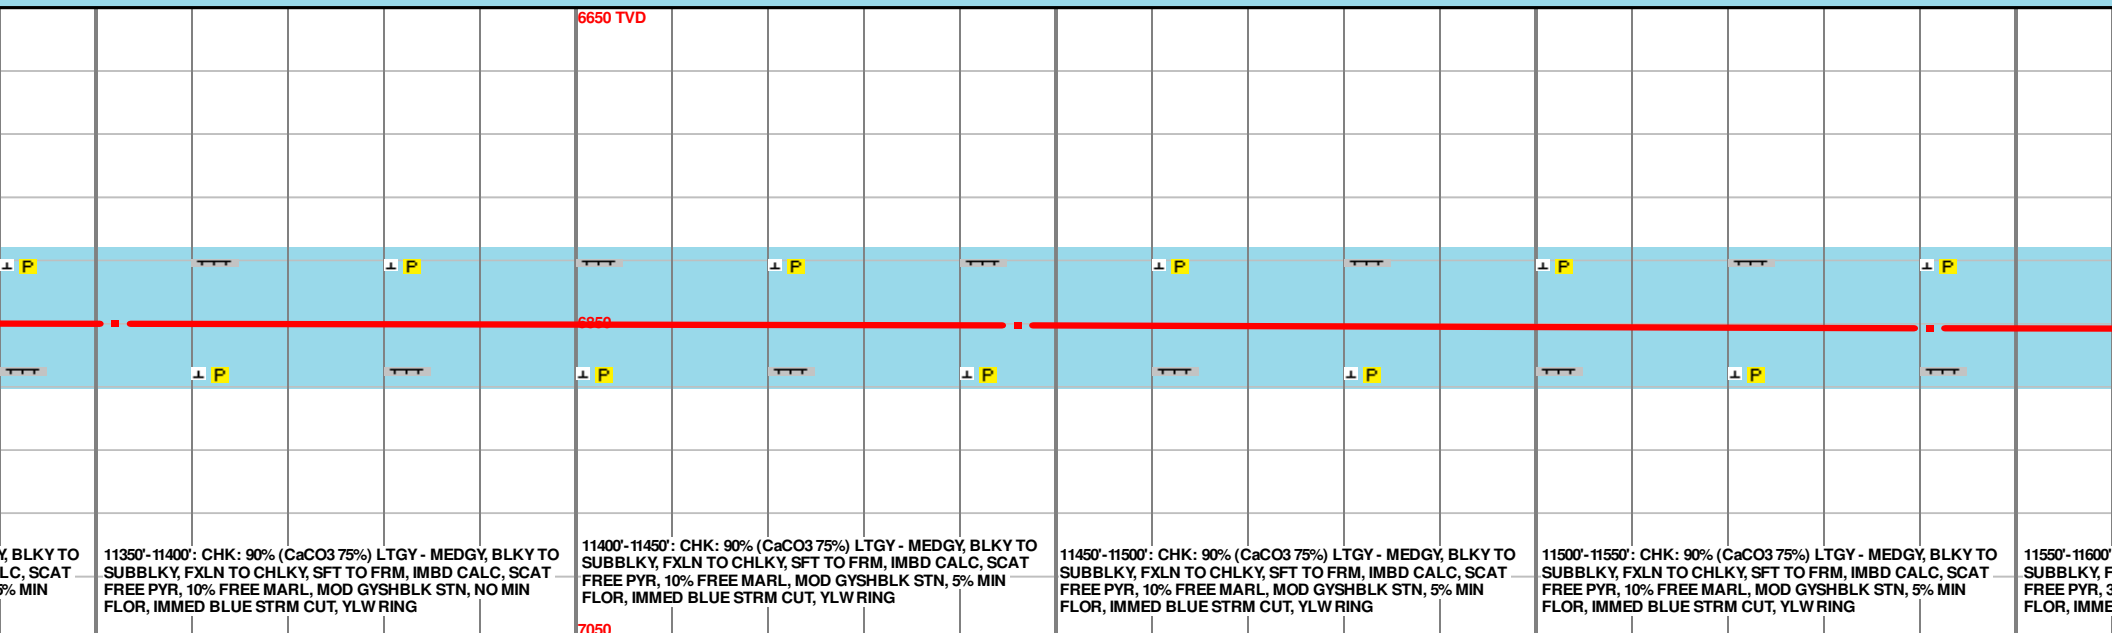 6650 TVD
P
P
P
P
P
P
6850
P
P
P
P
P
Y, BLKY TO
LC, SCAT
5% MIN
11350'-11400': CHK: 90% (CaCO3 75%) LTGY - MEDGY, BLKY TO
SUBBLKY, FXLN TO CHLKY, SFT TO FRM, IMBD CALC, SCAT
FREE PYR, 10% FREE MARL, MOD GYSHBLK STN, NO MIN
FLOR, IMMED BLUE STRM CUT, YLW RING
11400'-11450': CHK: 90% (CaCO3 75%) LTGY - MEDGY, BLKY TO
SUBBLKY, FXLN TO CHLKY, SFT TO FRM, IMBD CALC, SCAT
FREE PYR, 10% FREE MARL, MOD GYSHBLK STN, 5% MIN
FLOR, IMMED BLUE STRM CUT, YLW RING
11450'-11500': CHK: 90% (CaCO3 75%) LTGY - MEDGY, BLKY TO
SUBBLKY, FXLN TO CHLKY, SFT TO FRM, IMBD CALC, SCAT
FREE PYR, 10% FREE MARL, MOD GYSHBLK STN, 5% MIN
FLOR, IMMED BLUE STRM CUT, YLW RING
11500'-11550': CHK: 90% (CaCO3 75%) LTGY - MEDGY, BLKY TO
SUBBLKY, FXLN TO CHLKY, SFT TO FRM, IMBD CALC, SCAT
FREE PYR, 10% FREE MARL, MOD GYSHBLK STN, 5% MIN
FLOR, IMMED BLUE STRM CUT, YLW RING
11550'-11600'
SUBBLKY, F
FREE PYR, 3
FLOR, IMME
7050